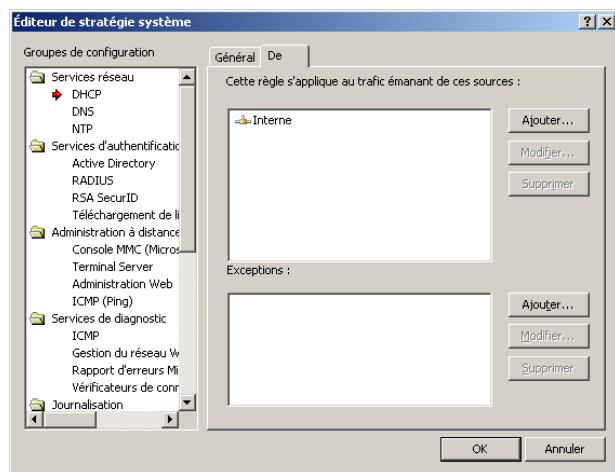 Éditeur de stratégie système
Groupes de configuration
Services réseau
DHCP
DNS
NTP
Services d'authentificatic
Active Directory
RADIUS
RSA SecurID
Téléchargement de li
Administration à distance
Console MMC (Micros
Terminal Server
Administration Web
ICMP (Ping)
Services de diagnostic
ICMP
Gestion du réseau W
Rapport d'erreurs Mi
Vérificateurs de conr
Journalisation
Général
De
Cette règle s'applique au trafic émanant de ces sources :
Interne
Ajouter...
Modifier...
Supprimer
Exceptions :
Ajouter...
Modifier...
Supprimer
OK
Annuler